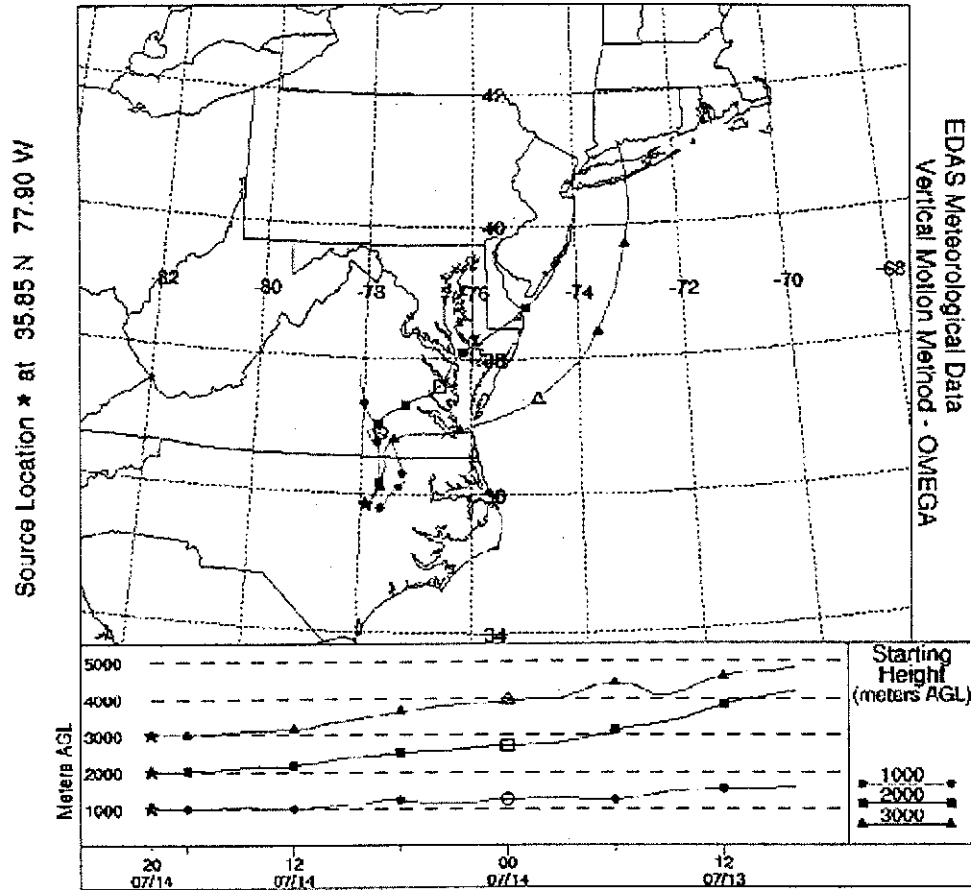 Source Location ★ at 35.85 N 77.90 W
EDAS Meteorological Data
Vertical Motion Method - OMEGA
42
40
-82
-80
-78
-76
-74
-72
-70
-68
38
36
34
Meters AGL
5000
4000
3000
2000
1000
Starting
Height
(meters AGL)
1000
2000
3000
20 12 00 12
07/14 07/14 07/14 07/13